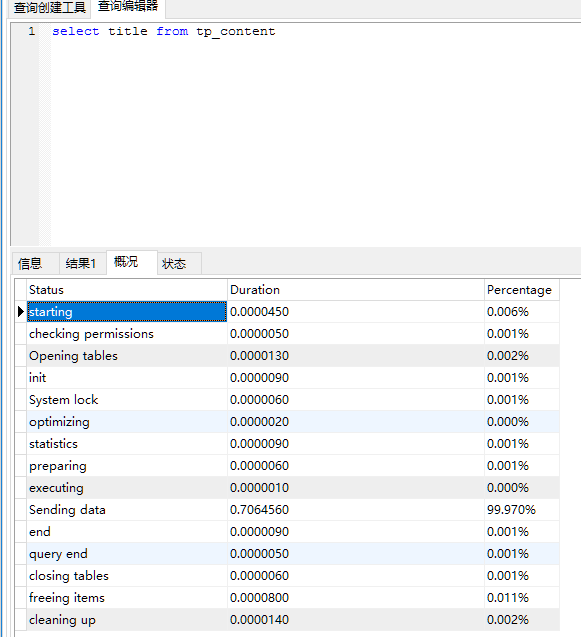 查询创建工具 查询编辑器
1 select title from tp_content
信息 结果1 概况 状态
Status Duration Percentage
starting 0.0000450 0.006%
checking permissions 0.0000050 0.001%
Opening tables 0.0000130 0.002%
init 0.0000090 0.001%
System lock 0.0000060 0.001%
optimizing 0.0000020 0.000%
statistics 0.0000090 0.001%
preparing 0.0000060 0.001%
executing 0.0000010 0.000%
Sending data 0.7064560 99.970%
end 0.0000090 0.001%
query end 0.0000050 0.001%
closing tables 0.0000060 0.001%
freeing items 0.0000800 0.011%
cleaning up 0.0000140 0.002%